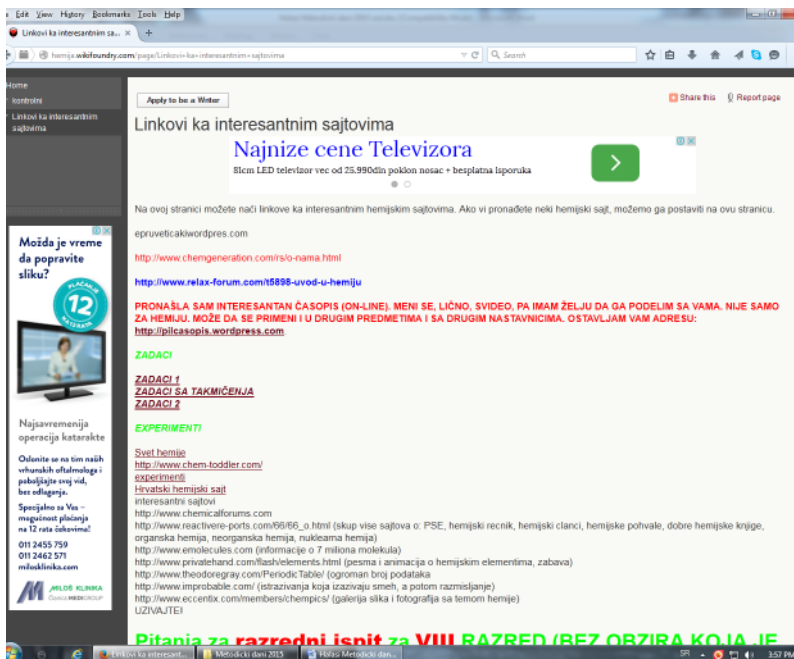 Edit View History Bookmarks Tools Help
Linkovi ka interesantnim sa...
hemija.wikifoundry.com/page/Linkovi+ka+interesantnim+sajtovima
Search
Home
kontrolni
Linkovi ka interesantnim
sajtovima
Apply to be a Writer
Share this
Report page
Linkovi ka interesantnim sajtovima
Najnize cene Televizora
81cm LED televizor vec od 25.990din poklon nosac + besplatna isporuka
Na ovoj stranici možete naći linkove ka interesantnim hemijskim sajtovima. Ako vi pronađete neki hemijski sajt, možemo ga postaviti na ovu stranicu.
epruveticakiwordpres.com
http://www.chemgeneration.com/rs/o-nama.html
http://www.relax-forum.com/t5898-uvod-u-hemiju
PRONAŠLA SAM INTERESANTAN ČASOPIS (ON-LINE). MENI SE, LIČNO, SVIDEO, PA IMAM ŽELJU DA GA PODELIM SA VAMA. NIJE SAMO
ZA HEMIJU. MOŽE DA SE PRIMENI I U DRUGIM PREDMETIMA I SA DRUGIM NASTAVNICIMA. OSTAVLJAM VAM ADRESU:
http://pilcasopis.wordpress.com
ZADACI
ZADACI 1
ZADACI SA TAKMIČENJA
ZADACI 2
EXPERIMENTI
Svet hemije
http://www.chem-toddler.com/
experimenti
Hrvatski hemijski sajt
interesantni sajtovi
http://www.chemicalforums.com
http://www.reactivere-ports.com/66/66_o.html (skup vise sajtova o: PSE, hemijski recnik, hemijski clanci, hemijske pohvale, dobre hemijske knjige,
organska hemija, neorganska hemija, nuklearna hemija)
http://www.emolecules.com (informacije o 7 miliona molekula)
http://www.privatehand.com/flash/elements.html (pesma i animacija o hemijskim elementima, zabava)
http://www.theodoregray.com/PeriodicTable/ (ogroman broj podataka
http://www.improbable.com/ (istrazivanja koja izazivaju smeh, a potom razmisljanje)
http://www.eccentix.com/members/chempics/ (galerija slika i fotografija sa temom hemije)
UZIVAJTE!
Pitanja za razredni ispit za VIII RAZRED (BEZ OBZIRA KOJA JE
Možda je vreme
da popravite
sliku?
PLAĆANJE
12
NA RATA
Najsavremenija
operacija katarakte
Oslonite se na tim naših
vrhunskih oftalmologa i
poboljšajte svoj vid,
bez odlaganja.
Specijalno za Vas –
mogućnost plaćanja
na 12 rata čekovima!
011 2455 759
011 2462 571
milosklinika.com
MILOŠ KLINIKA
Članica MEDIGROUP
Linkovi ka interesant...
Metodicki dani 2015
Halasi Metodicki dan...
SR
3:57 PM